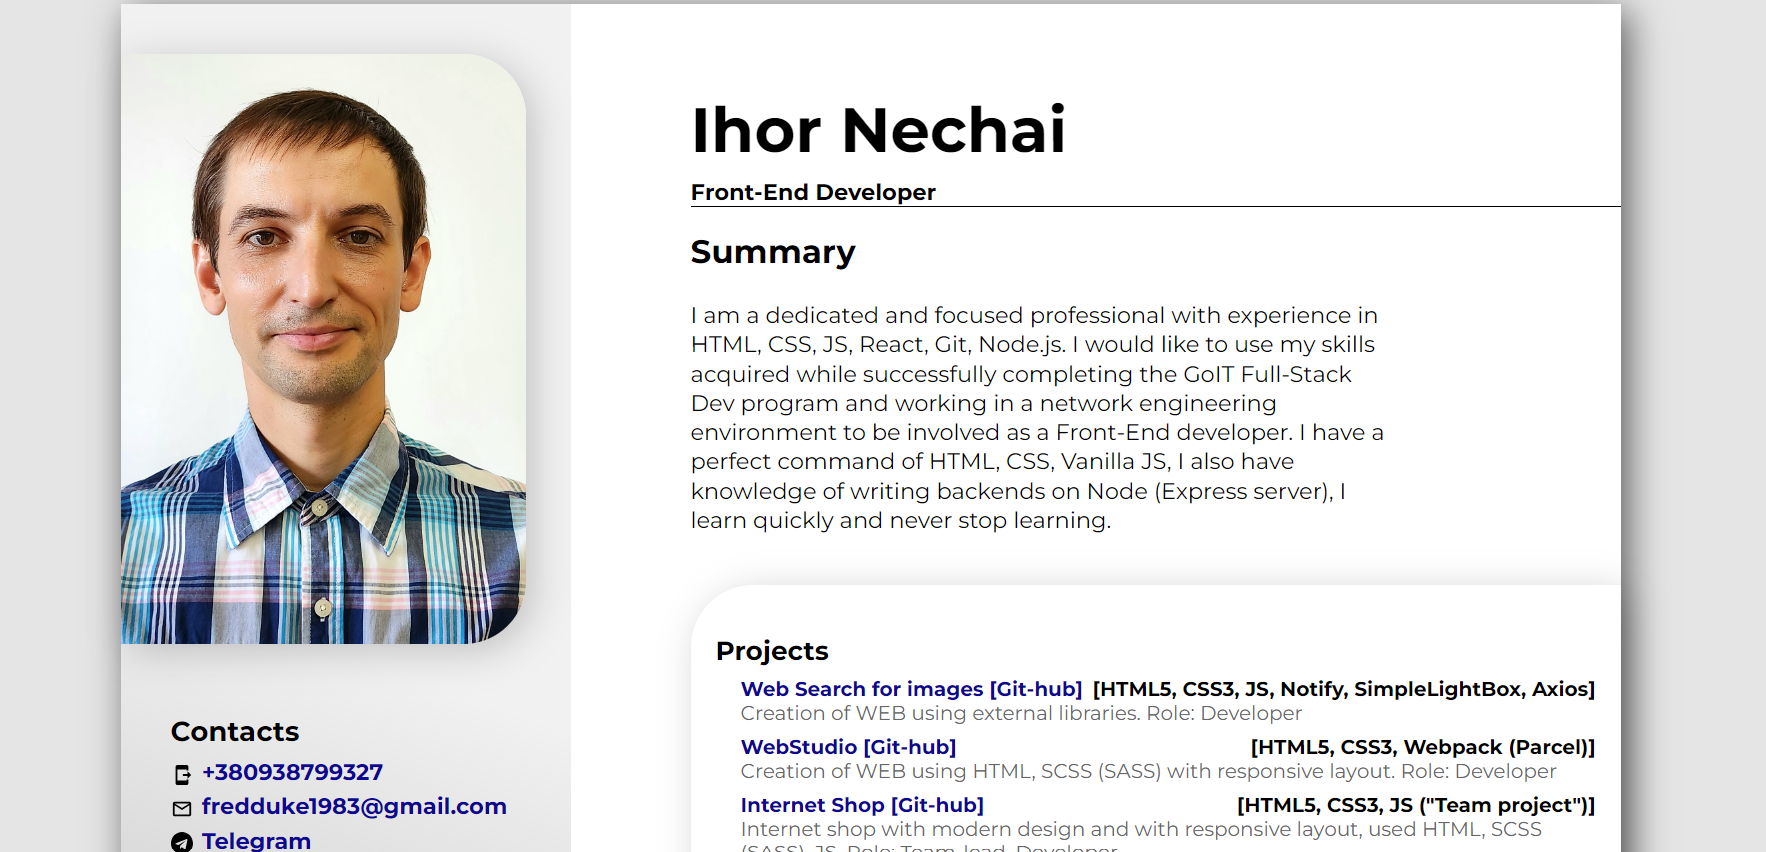 Ihor Nechai
Front-End Developer
Summary
I am a dedicated and focused professional with experience in
HTML, CSS, JS, React, Git, Node.js. I would like to use my skills
acquired while successfully completing the GoIT Full-Stack
Dev program and working in a network engineering
environment to be involved as a Front-End developer. I have a
perfect command of HTML, CSS, Vanilla JS, I also have
knowledge of writing backends on Node (Express server), I
learn quickly and never stop learning.
Projects
Web Search for images [Git-hub] [HTML5, CSS3, JS, Notify, SimpleLightBox, Axios]
Creation of WEB using external libraries. Role: Developer
WebStudio [Git-hub] [HTML5, CSS3, Webpack (Parcel)]
Creation of WEB using HTML, SCSS (SASS) with responsive layout. Role: Developer
Internet Shop [Git-hub] [HTML5, CSS3, JS ("Team project")]
Internet shop with modern design and with responsive layout, used HTML, SCSS
(SASS), JS. Role: Team-lead, Developer
Contacts
+380938799327
fredduke1983@gmail.com
Telegram